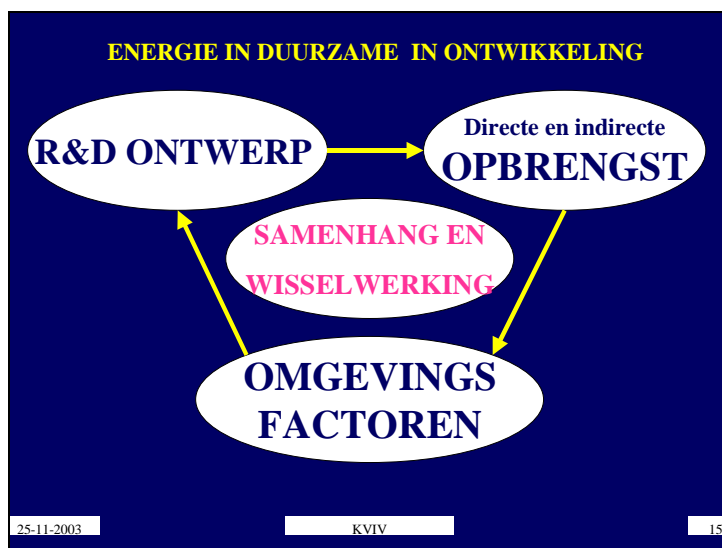 ENERGIE IN DUURZAME IN ONTWIKKELING
R&D ONTWERP
Directe en indirecte
OPBRENGST
SAMENHANG EN
WISSELWERKING
OMGEVINGS
FACTOREN
25-11-2003
KVIV
15